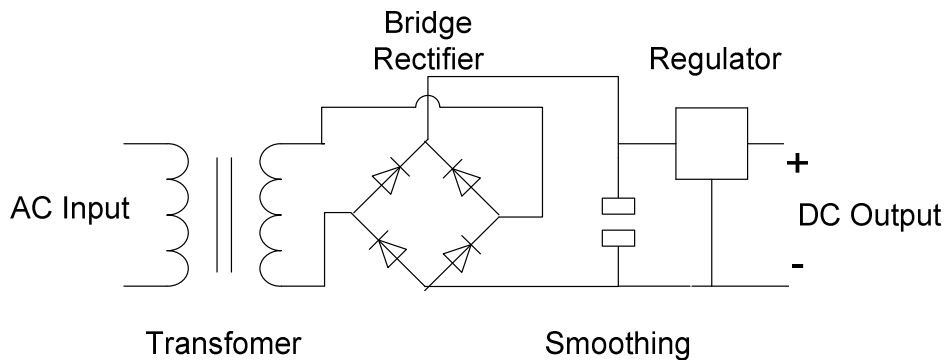 Bridge
Rectifier
Regulator
AC Input
+
DC Output
-
Transfomer
Smoothing